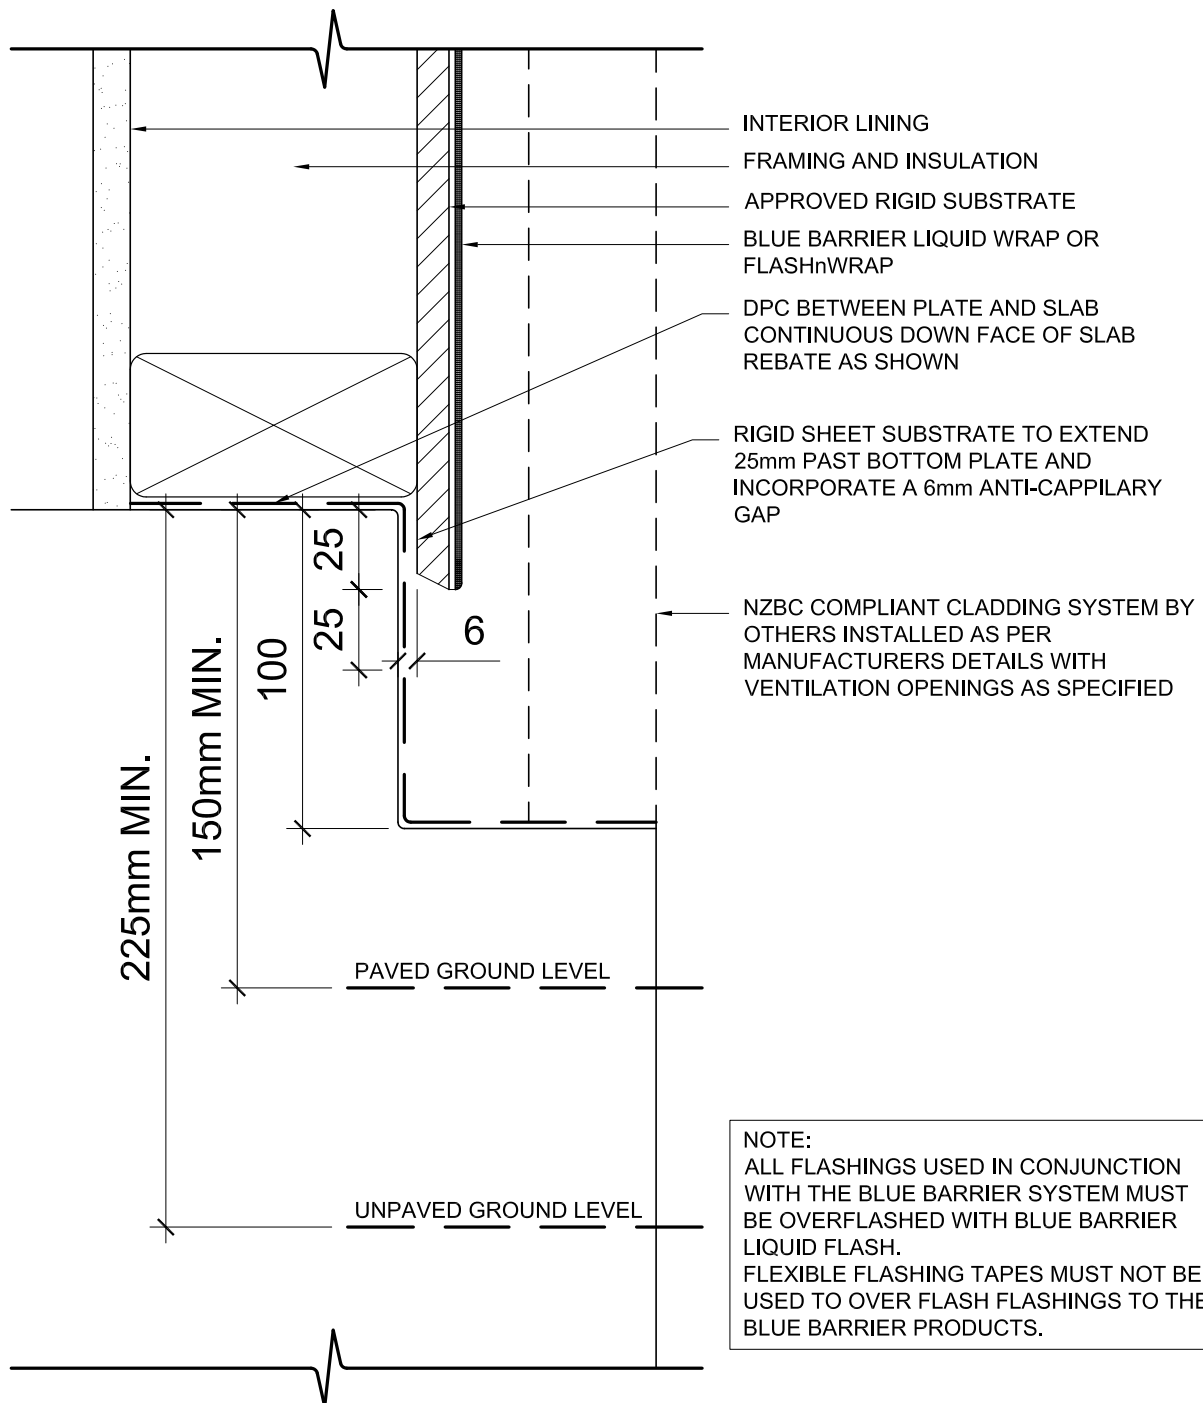 INTERIOR LINING
FRAMING AND INSULATION
APPROVED RIGID SUBSTRATE
BLUE BARRIER LIQUID WRAP OR
FLASHnWRAP
DPC BETWEEN PLATE AND SLAB
CONTINUOUS DOWN FACE OF SLAB
REBATE AS SHOWN
RIGID SHEET SUBSTRATE TO EXTEND
25mm PAST BOTTOM PLATE AND
INCORPORATE A 6mm ANTI-CAPPILARY
GAP
25
25
6
100
150mm MIN.
225mm MIN.
NZBC COMPLIANT CLADDING SYSTEM BY
OTHERS INSTALLED AS PER
MANUFACTURERS DETAILS WITH
VENTILATION OPENINGS AS SPECIFIED
PAVED GROUND LEVEL
UNPAVED GROUND LEVEL
NOTE:
ALL FLASHINGS USED IN CONJUNCTION
WITH THE BLUE BARRIER SYSTEM MUST
BE OVERFLASHED WITH BLUE BARRIER
LIQUID FLASH.
FLEXIBLE FLASHING TAPES MUST NOT BE
USED TO OVER FLASH FLASHINGS TO THE
BLUE BARRIER PRODUCTS.